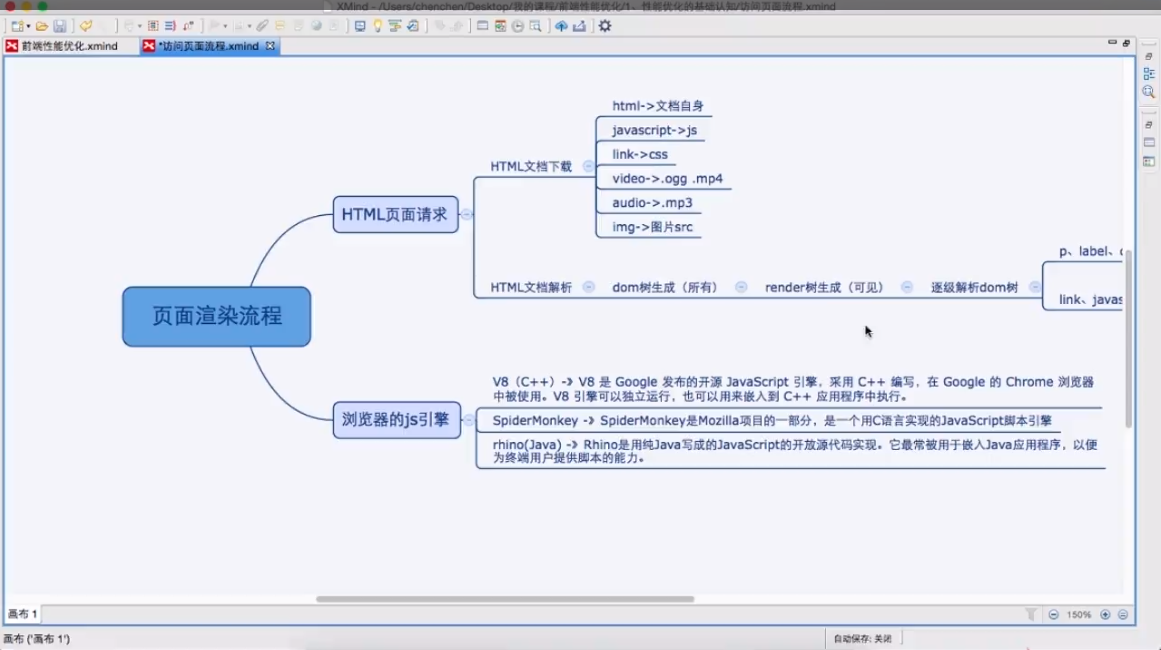 XMind - /Users/chenchen/Desktop/我的课程/前端性能优化/1、性能优化的基础认知/访问页面流程.xmind
前端性能优化.xmind
*访问页面流程.xmind
html->文档自身
javascript->js
link->css
video->.ogg .mp4
audio->.mp3
img->图片src
HTML文档下载
HTML页面请求
HTML文档解析
dom树生成（所有）
render树生成（可见）
逐级解析dom树
p、label、
link、javas
页面渲染流程
浏览器的js引擎
V8（C++）-》V8 是 Google 发布的开源 JavaScript 引擎，采用 C++ 编写，在 Google 的 Chrome 浏览器
中被使用。V8 引擎可以独立运行，也可以用来嵌入到 C++ 应用程序中执行。
SpiderMonkey -》SpiderMonkey是Mozilla项目的一部分，是一个用C语言实现的JavaScript脚本引擎
rhino(Java) -》Rhino是用纯Java写成的JavaScript的开放源代码实现。它最常被用于嵌入Java应用程序，以便
为终端用户提供脚本的能力。
画布 1
150%
画布 ('画布 1')
自动保存: 关闭